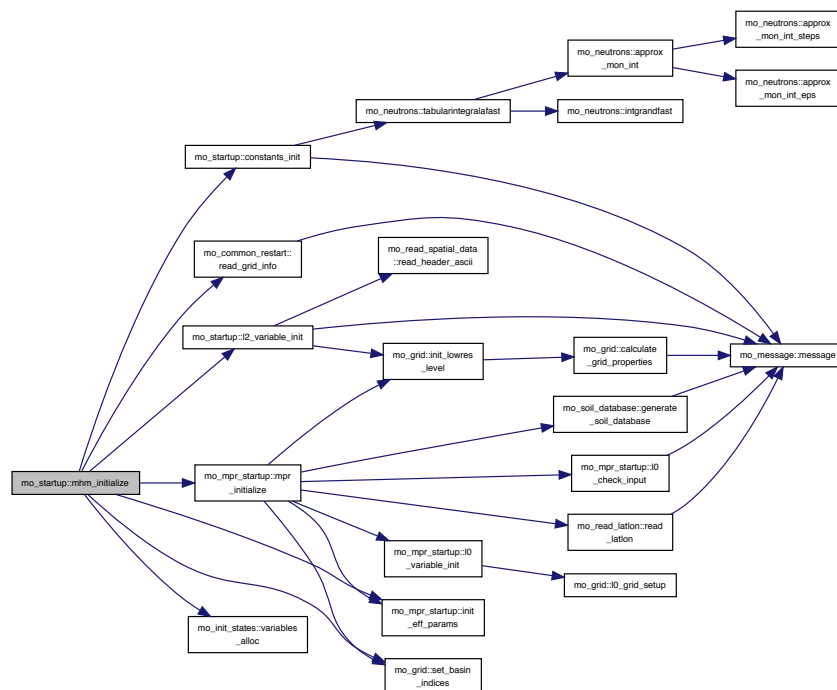 mo_neutrons::approx
_mon_int_steps
mo_neutrons::approx
_mon_int
mo_neutrons::approx
_mon_int_eps
mo_neutrons::tabularintegralafast
mo_neutrons::intgrandfast
mo_startup::constants_init
mo_common_restart::
read_grid_info
mo_read_spatial_data
::read_header_ascii
mo_startup::l2_variable_init
mo_grid::init_lowres
_level
mo_grid::calculate
_grid_properties
mo_message::message
mo_soil_database::generate
_soil_database
mo_startup::mhm_initialize
mo_mpr_startup::mpr
_initialize
mo_mpr_startup::l0
_check_input
mo_read_latlon::read
_latlon
mo_mpr_startup::l0
_variable_init
mo_grid::l0_grid_setup
mo_mpr_startup::init
_eff_params
mo_init_states::variables
_alloc
mo_grid::set_basin
_indices